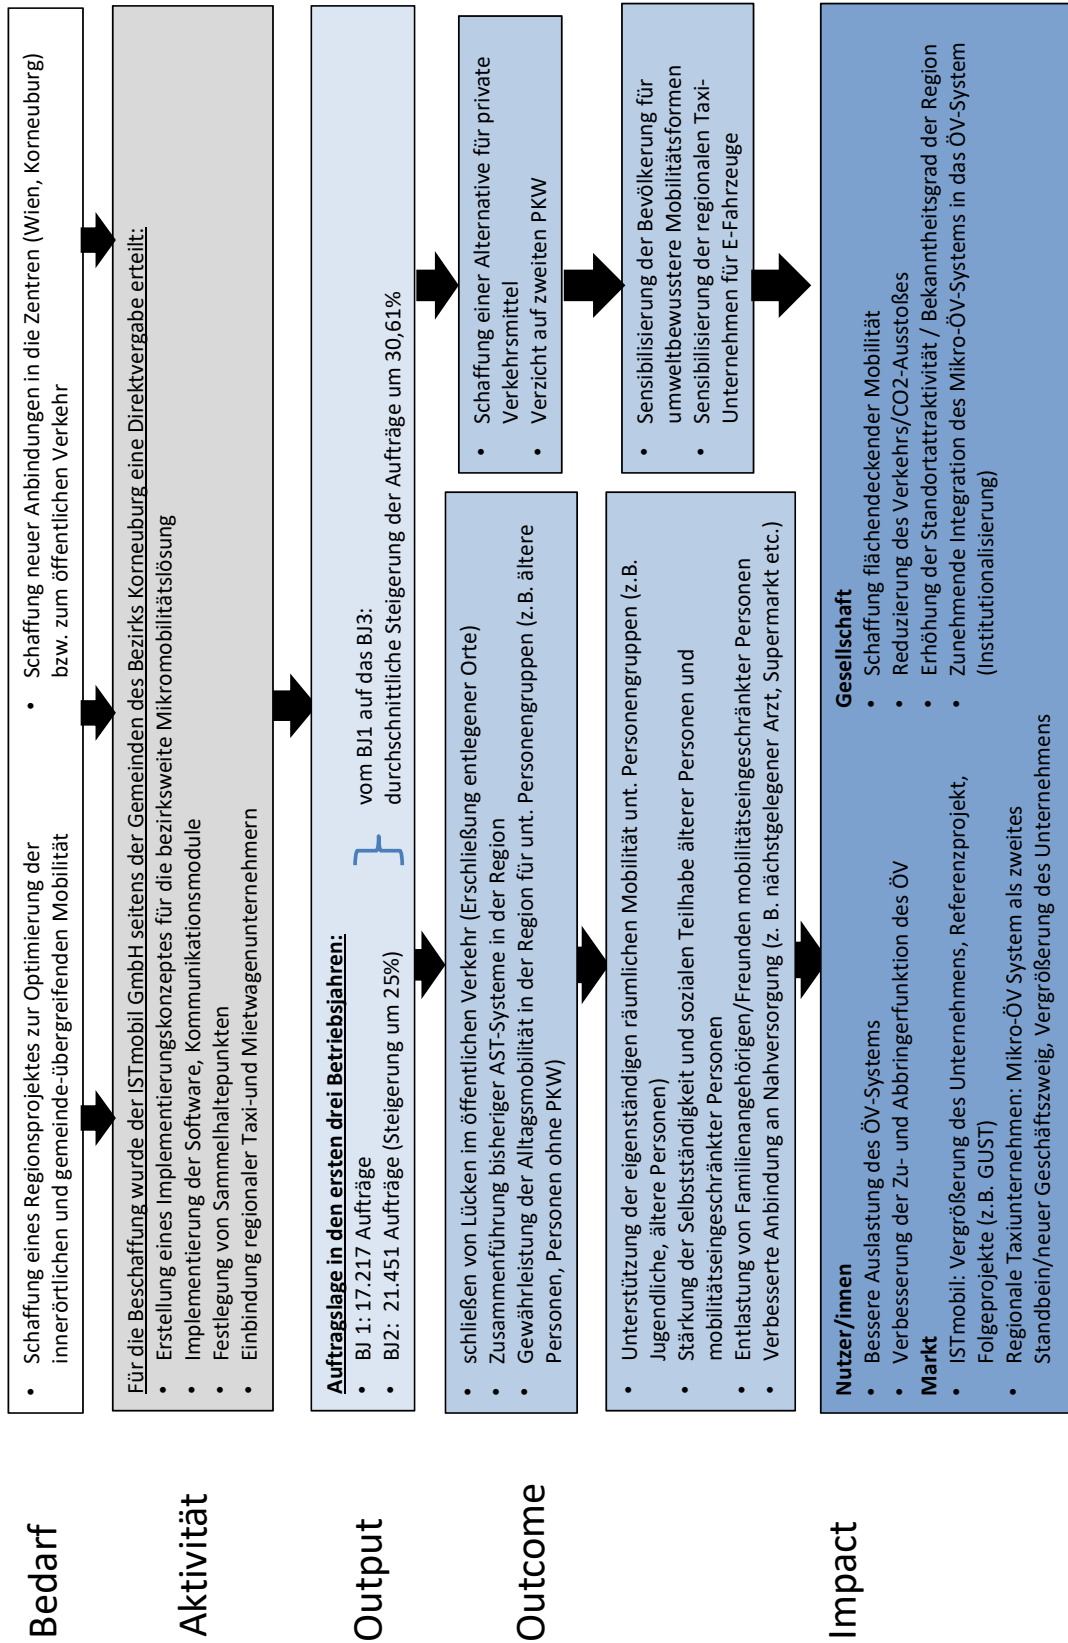 Bedarf
• Schaffung eines Regionsprojektes zur Optimierung der
innerörtlichen und gemeinde-übergreifenden Mobilität
• Schaffung neuer Anbindungen in die Zentren (Wien, Korneuburg)
bzw. zum öffentlichen Verkehr
Aktivität
Für die Beschaffung wurde der ISTmobil GmbH seitens der Gemeinden des Bezirks Korneuburg eine Direktvergabe erteilt:
• Erstellung eines Implementierungskonzeptes für die bezirksweite Mikromobilitätslösung
• Implementierung der Software, Kommunikationsmodule
• Festlegung von Sammelhaltepunkten
• Einbindung regionaler Taxi-und Mietwagenunternehmern
Output
Auftragslage in den ersten drei Betriebsjahren:
• BJ 1: 17.217 Aufträge
• BJ2: 21.451 Aufträge (Steigerung um 25%)
vom BJ1 auf das BJ3:
durchschnittliche Steigerung der Aufträge um 30,61%
Outcome
• schließen von Lücken im öffentlichen Verkehr (Erschließung entlegener Orte)
• Zusammenführung bisheriger AST-Systeme in der Region
• Gewährleistung der Alltagsmobilität in der Region für unt. Personengruppen (z.B. ältere
Personen, Personen ohne PKW)
• Schaffung einer Alternative für private
Verkehrsmittel
• Verzicht auf zweiten PKW
• Unterstützung der eigenständigen räumlichen Mobilität unt. Personengruppen (z.B.
Jugendliche, ältere Personen)
• Stärkung der Selbstständigkeit und sozialen Teilhabe älterer Personen und
mobilitätseingeschränkter Personen
• Entlastung von Familienangehörigen/Freunden mobilitätseingeschränkter Personen
• Verbesserte Anbindung an Nahversorgung (z. B. nächstgelegener Arzt, Supermarkt etc.)
• Sensibilisierung der Bevölkerung für
umweltbewusstere Mobilitätsformen
• Sensibilisierung der regionalen Taxi-
Unternehmen für E-Fahrzeuge
Impact
Nutzer/innen
• Bessere Auslastung des ÖV-Systems
• Verbesserung der Zu- und Abbringerfunktion des ÖV
Markt
• ISTmobil: Vergrößerung des Unternehmens, Referenzprojekt,
Folgeprojekte (z.B. GUST)
• Regionale Taxiunternehmen: Mikro-ÖV System als zweites
Standbein/neuer Geschäftszweig, Vergrößerung des Unternehmens
Gesellschaft
• Schaffung flächendeckender Mobilität
• Reduzierung des Verkehrs/CO2-Ausstoßes
• Erhöhung der Standortattraktivität / Bekanntheitsgrad der Region
• Zunehmende Integration des Mikro-ÖV-Systems in das ÖV-System
(Institutionalisierung)